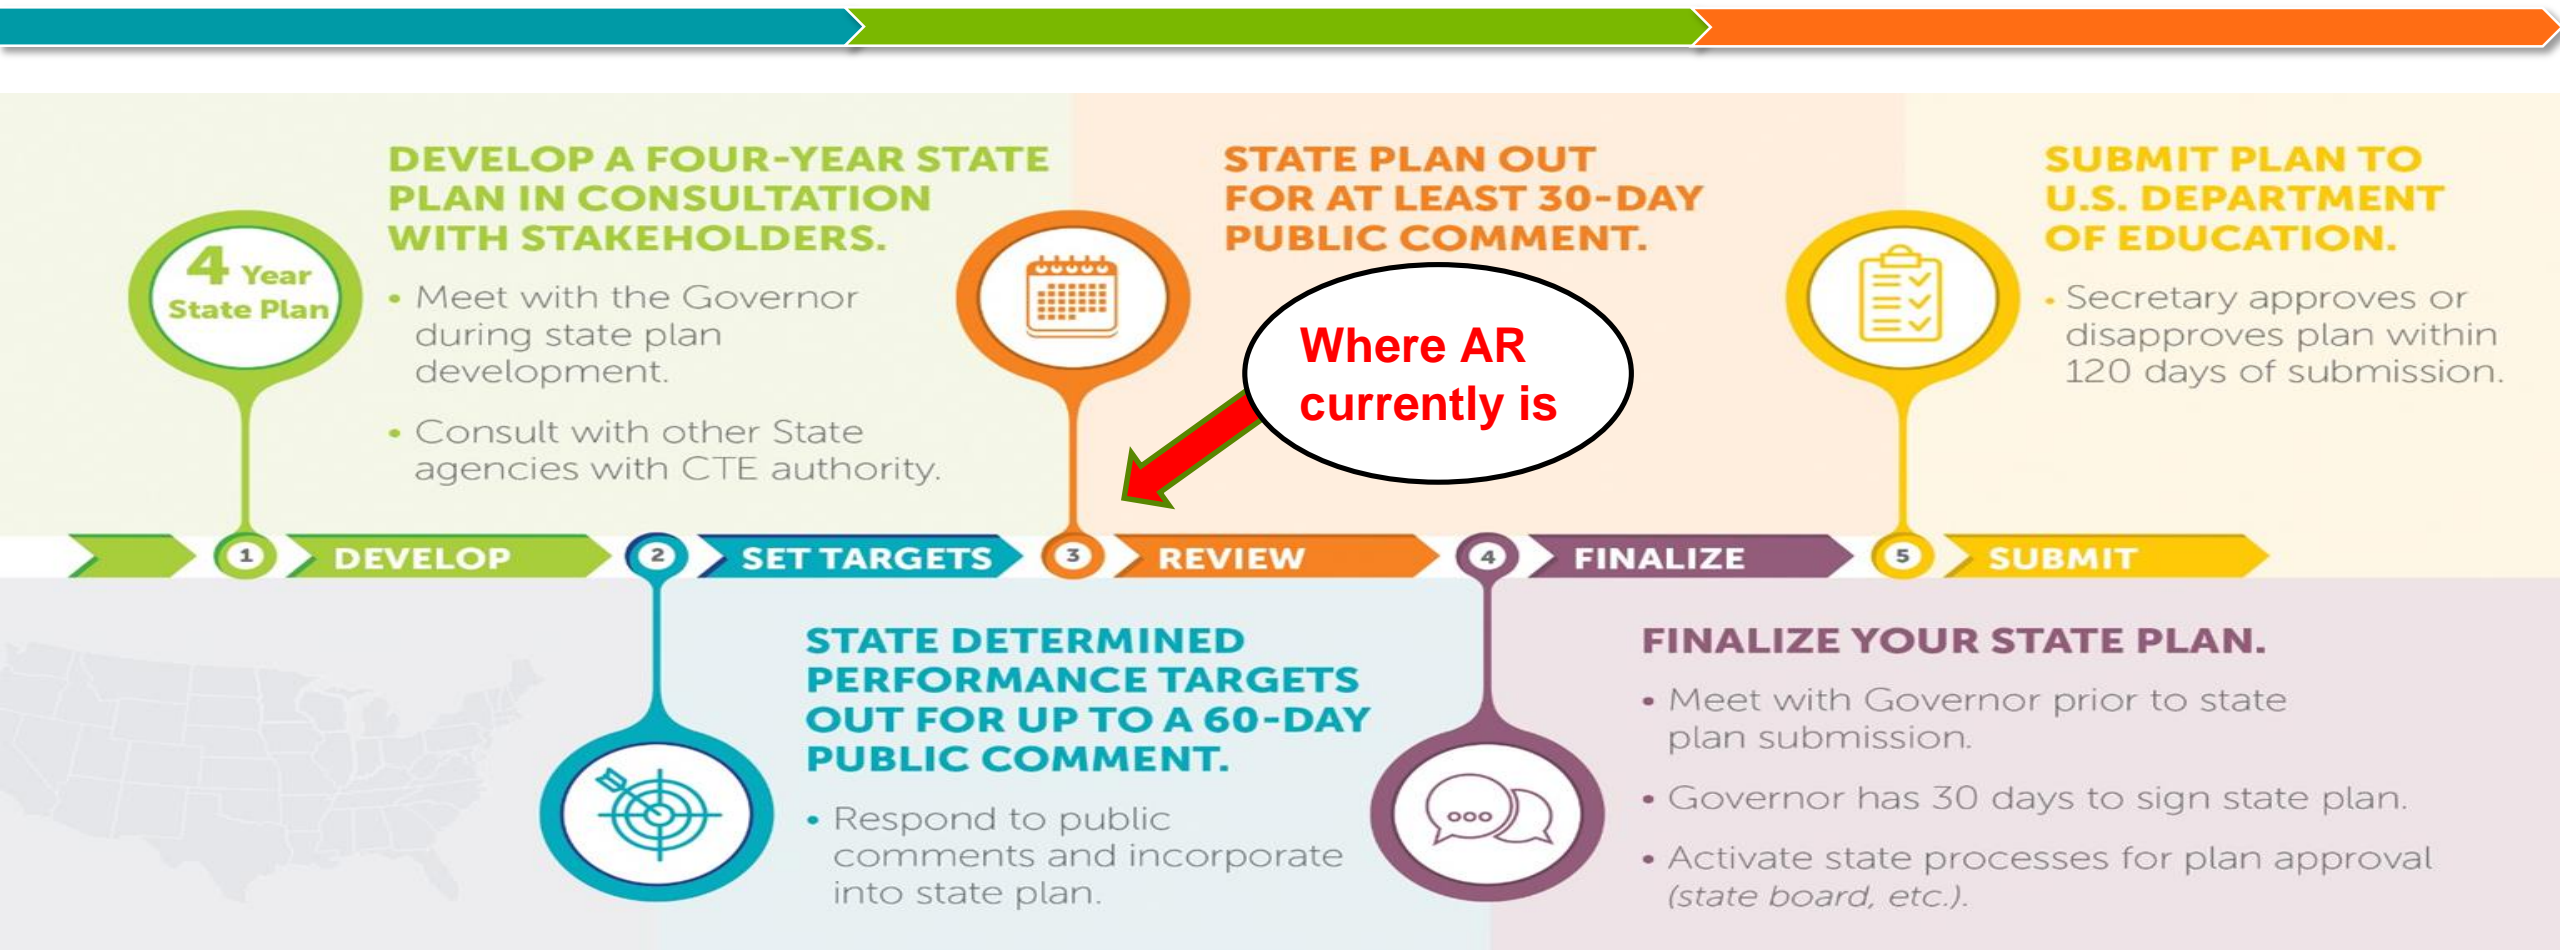 4 Year
State Plan
DEVELOP A FOUR-YEAR STATE
PLAN IN CONSULTATION
WITH STAKEHOLDERS.
• Meet with the Governor
during state plan
development.
• Consult with other State
agencies with CTE authority.
STATE PLAN OUT
FOR AT LEAST 30-DAY
PUBLIC COMMENT.
Where AR
currently is
SUBMIT PLAN TO
U.S. DEPARTMENT
OF EDUCATION.
• Secretary approves or
disapproves plan within
120 days of submission.
1 DEVELOP 2 SET TARGETS 3 REVIEW 4 FINALIZE 5 SUBMIT
STATE DETERMINED
PERFORMANCE TARGETS
OUT FOR UP TO A 60-DAY
PUBLIC COMMENT.
• Respond to public
comments and incorporate
into state plan.
FINALIZE YOUR STATE PLAN.
• Meet with Governor prior to state
plan submission.
• Governor has 30 days to sign state plan.
• Activate state processes for plan approval
(state board, etc.).